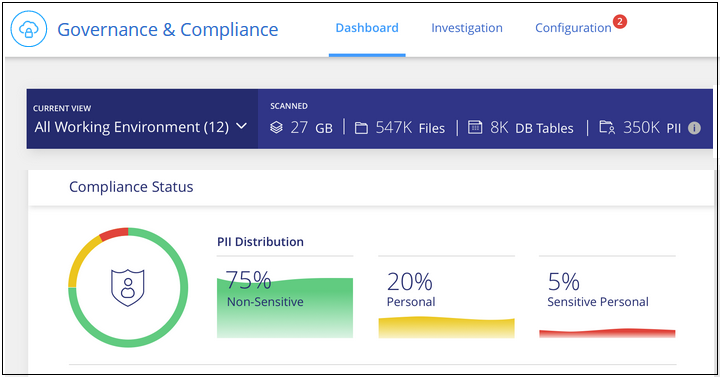 Governance & Compliance Dashboard Investigation Configuration 2
CURRENT VIEW
All Working Environment (12)
SCANNED
27 GB 547K Files 8K DB Tables 350K PII i
Compliance Status
PII Distribution
75% 20% 5%
Non-Sensitive Personal Sensitive Personal